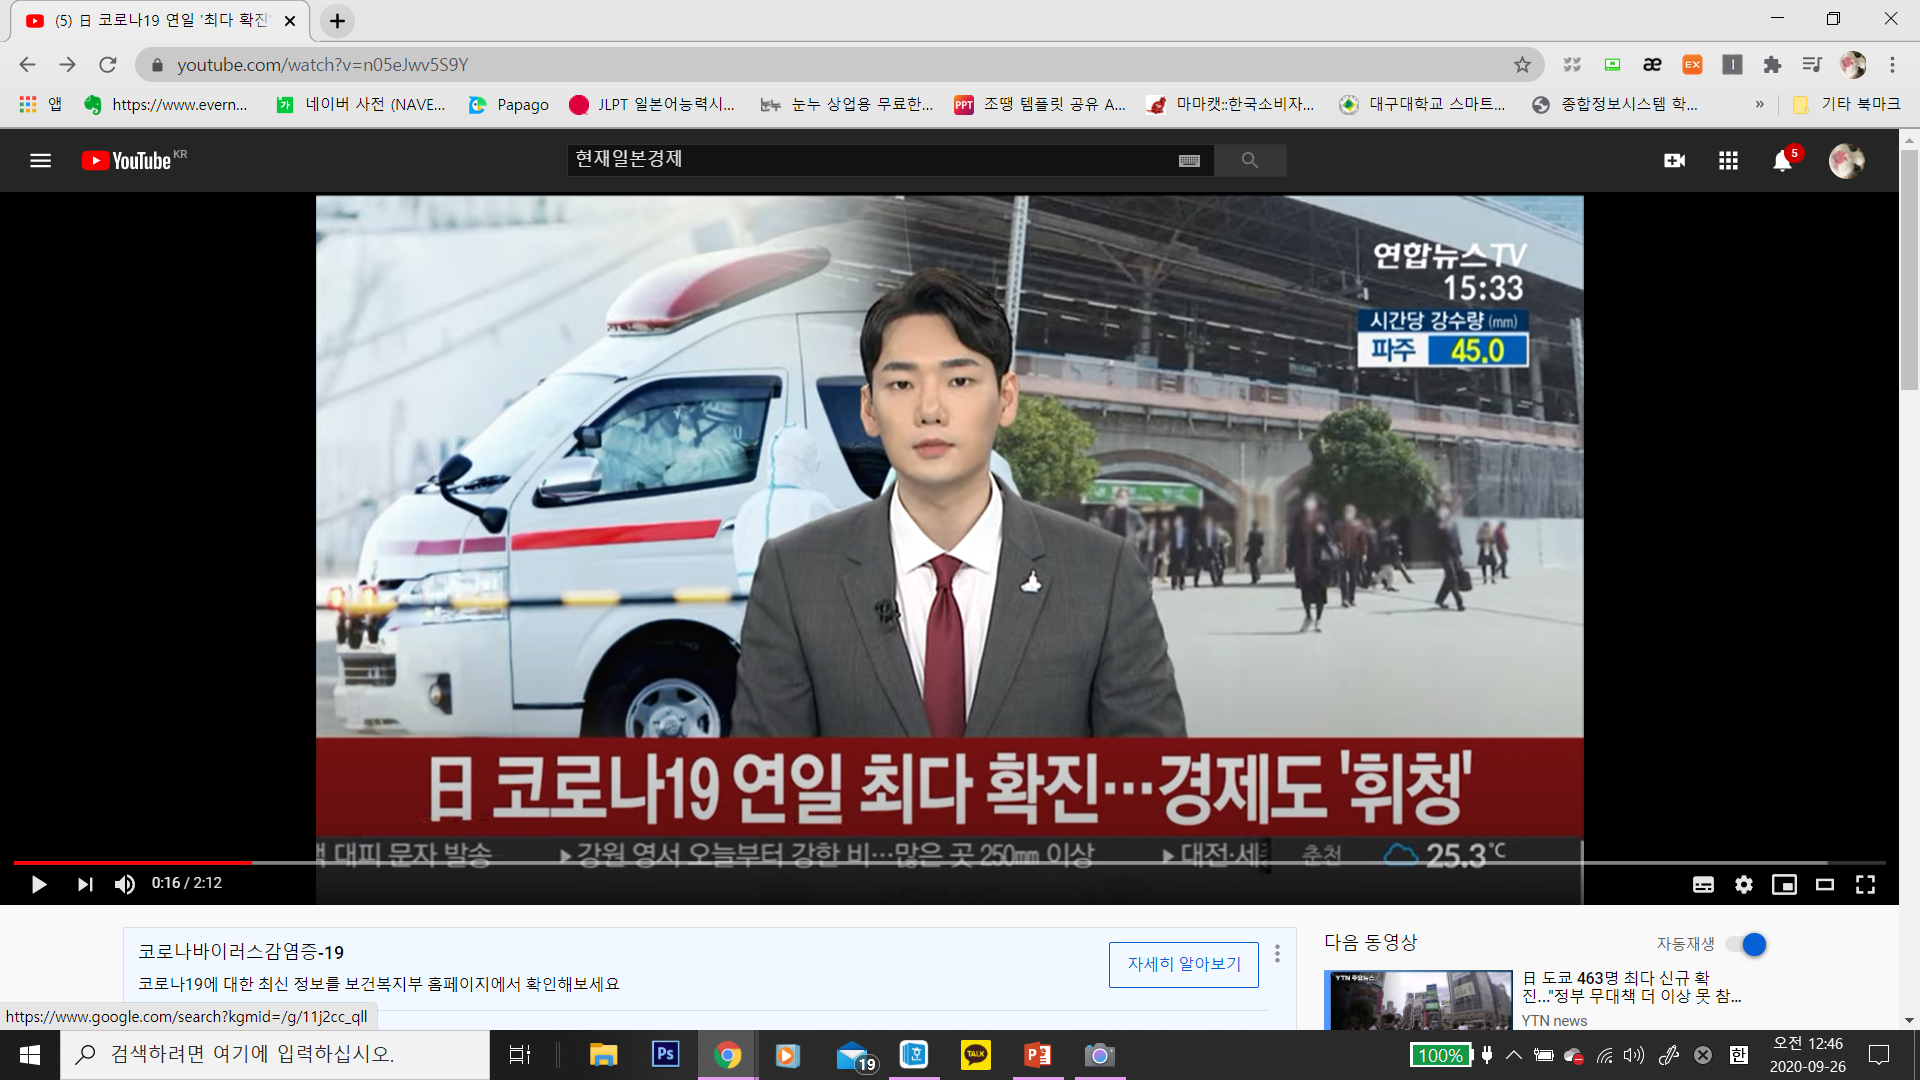 (5) 日 코로나19 연일 '최다 확진'
youtube.com/watch?v=n05eJwv5S9Y
앱
https://www.evern...
네이버 사전 (NAVE...
Papago
JLPT 일본어능력시...
눈누 상업용 무료한...
PPT 조땡 템플릿 공유 A...
마마캣::한국소비자...
대구대학교 스마트...
종합정보시스템 학...
»
기타 북마크
YouTube KR
현재일본경제
5
연합뉴스TV
15:33
시간당 강수량 (mm)
파주 45.0
日 코로나19 연일 최다 확진…경제도 '휘청'
대피 문자 발송 ▶강원 영서 오늘부터 강한 비…많은 곳 250mm 이상 ▶대전·세 춘천 25.3℃
0:16 / 2:12
코로나바이러스감염증-19
코로나19에 대한 최신 정보를 보건복지부 홈페이지에서 확인해보세요
자세히 알아보기
다음 동영상
자동재생
YTN 주요뉴스
日 도쿄 463명 최다 신규 확
진..."정부 무대책 더 이상 못 참...
YTN news
https://www.google.com/search?kgmid=/g/11j2cc_qll
검색하려면 여기에 입력하십시오.
Ps
19
TALK
100%
한
오전 12:46
2020-09-26